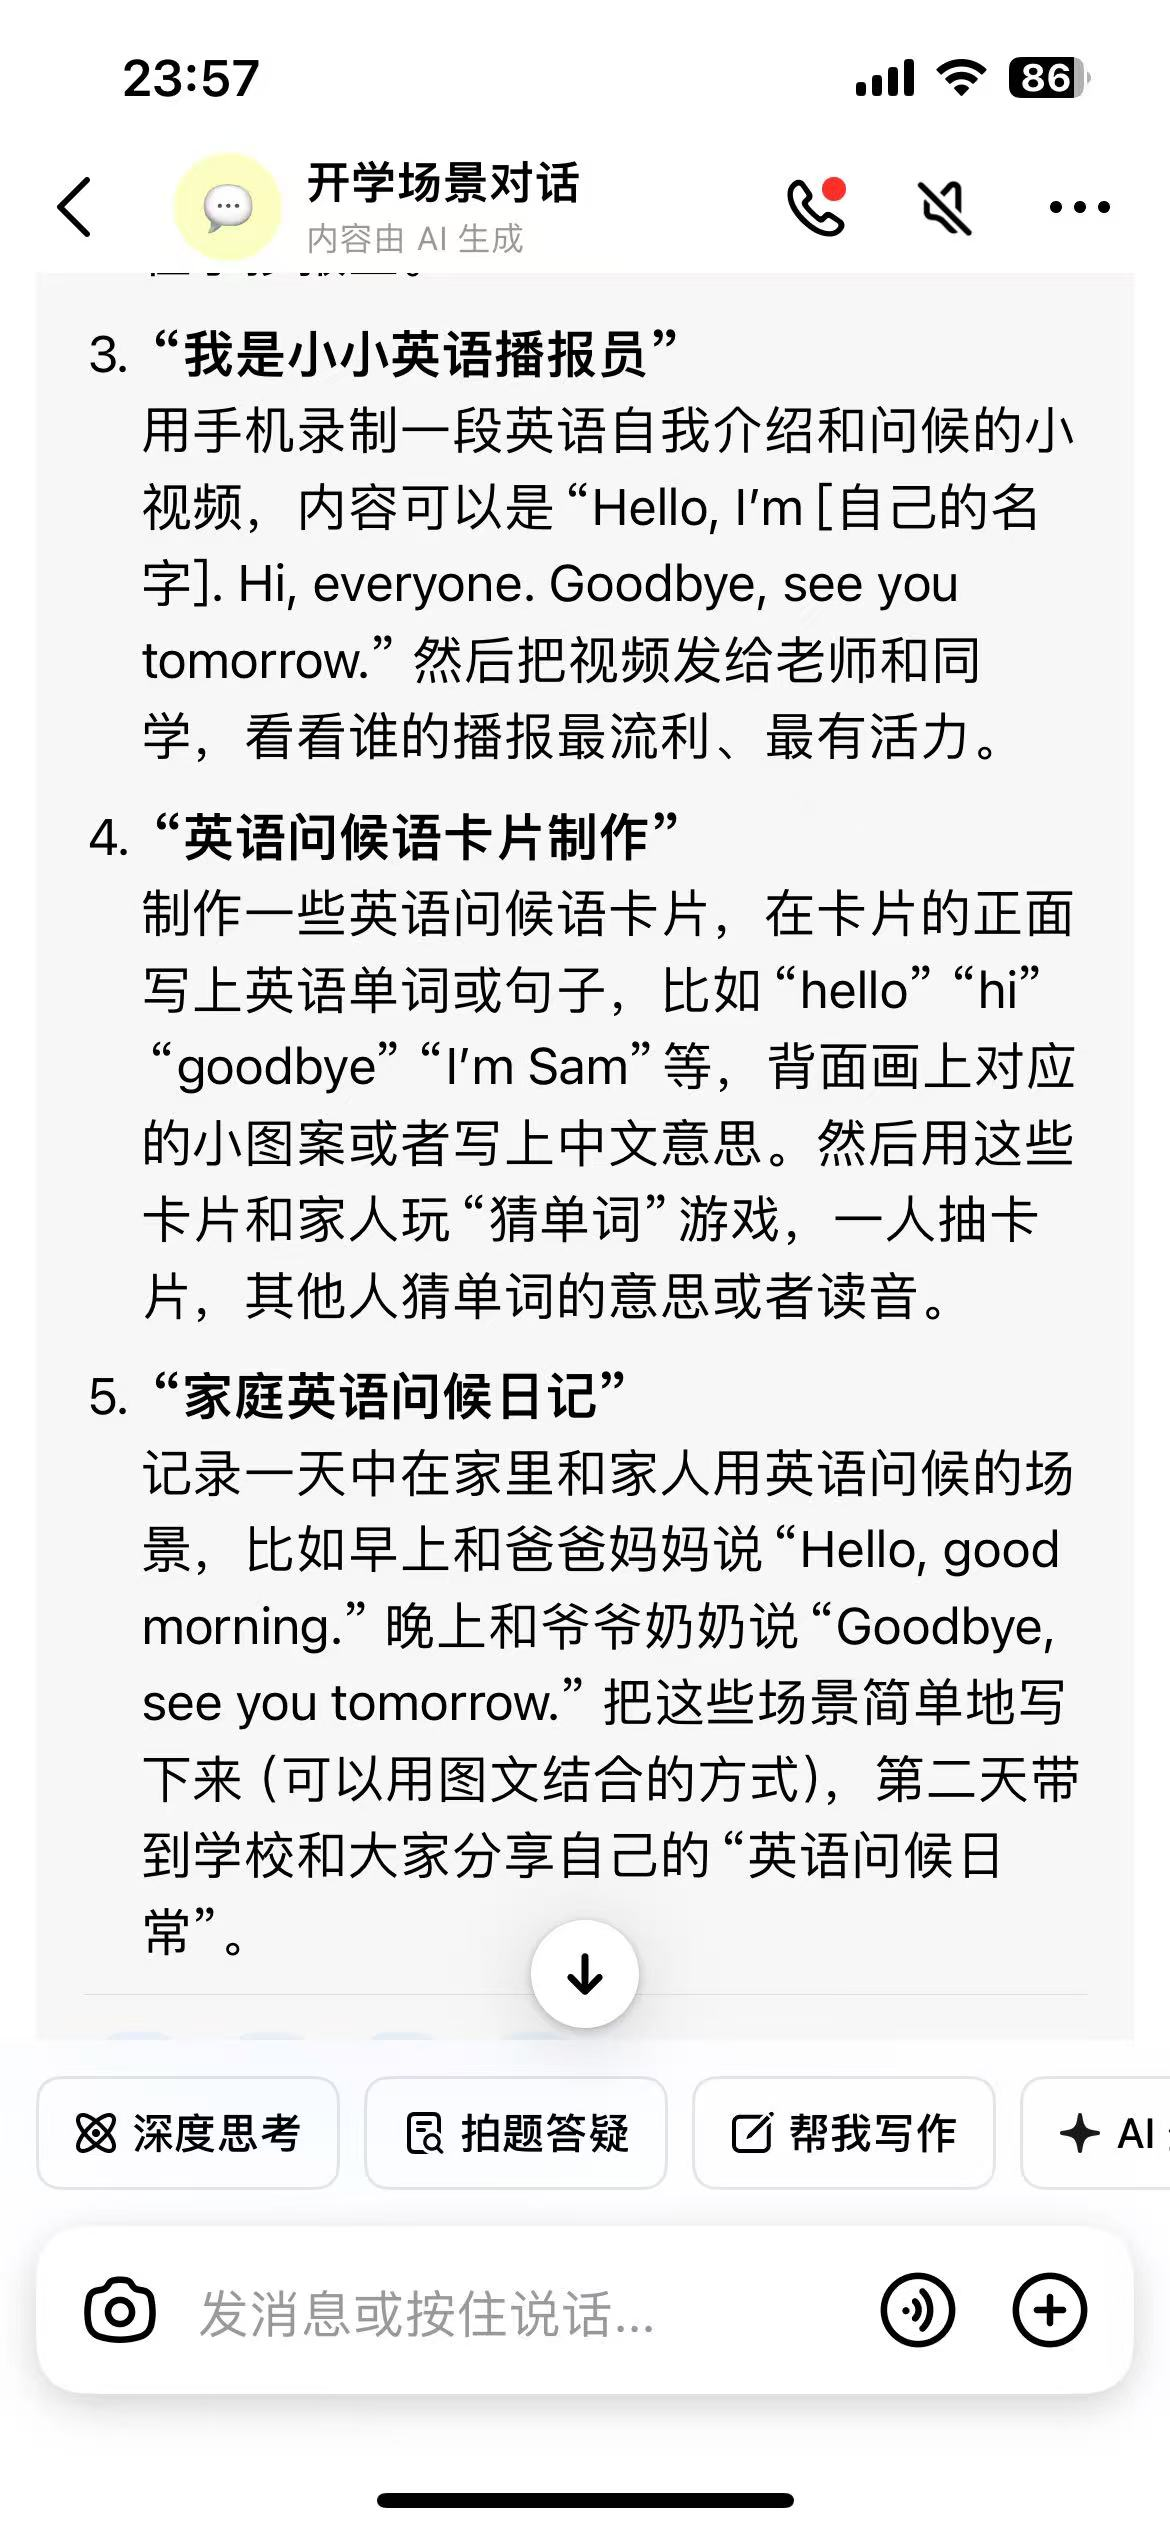 23:57
86
开学场景对话
内容由 AI 生成
3. “我是小小英语播报员”
用手机录制一段英语自我介绍和问候的小
视频，内容可以是 “Hello, I’m [自己的名
字]. Hi, everyone. Goodbye, see you
tomorrow.” 然后把视频发给老师和同
学，看看谁的播报最流利、最有活力。
4. “英语问候语卡片制作”
制作一些英语问候语卡片，在卡片的正面
写上英语单词或句子，比如 “hello” “hi”
“goodbye” “I’m Sam” 等，背面画上对应
的小图案或者写上中文意思。然后用这些
卡片和家人玩 “猜单词” 游戏，一人抽卡
片，其他人猜单词的意思或者读音。
5. “家庭英语问候日记”
记录一天中在家里和家人用英语问候的场
景，比如早上和爸爸妈妈说 “Hello, good
morning.” 晚上和爷爷奶奶说 “Goodbye,
see you tomorrow.” 把这些场景简单地写
下来（可以用图文结合的方式），第二天带
到学校和大家分享自己的 “英语问候日
常”。
深度思考 拍题答疑 帮我写作 AI
发消息或按住说话...